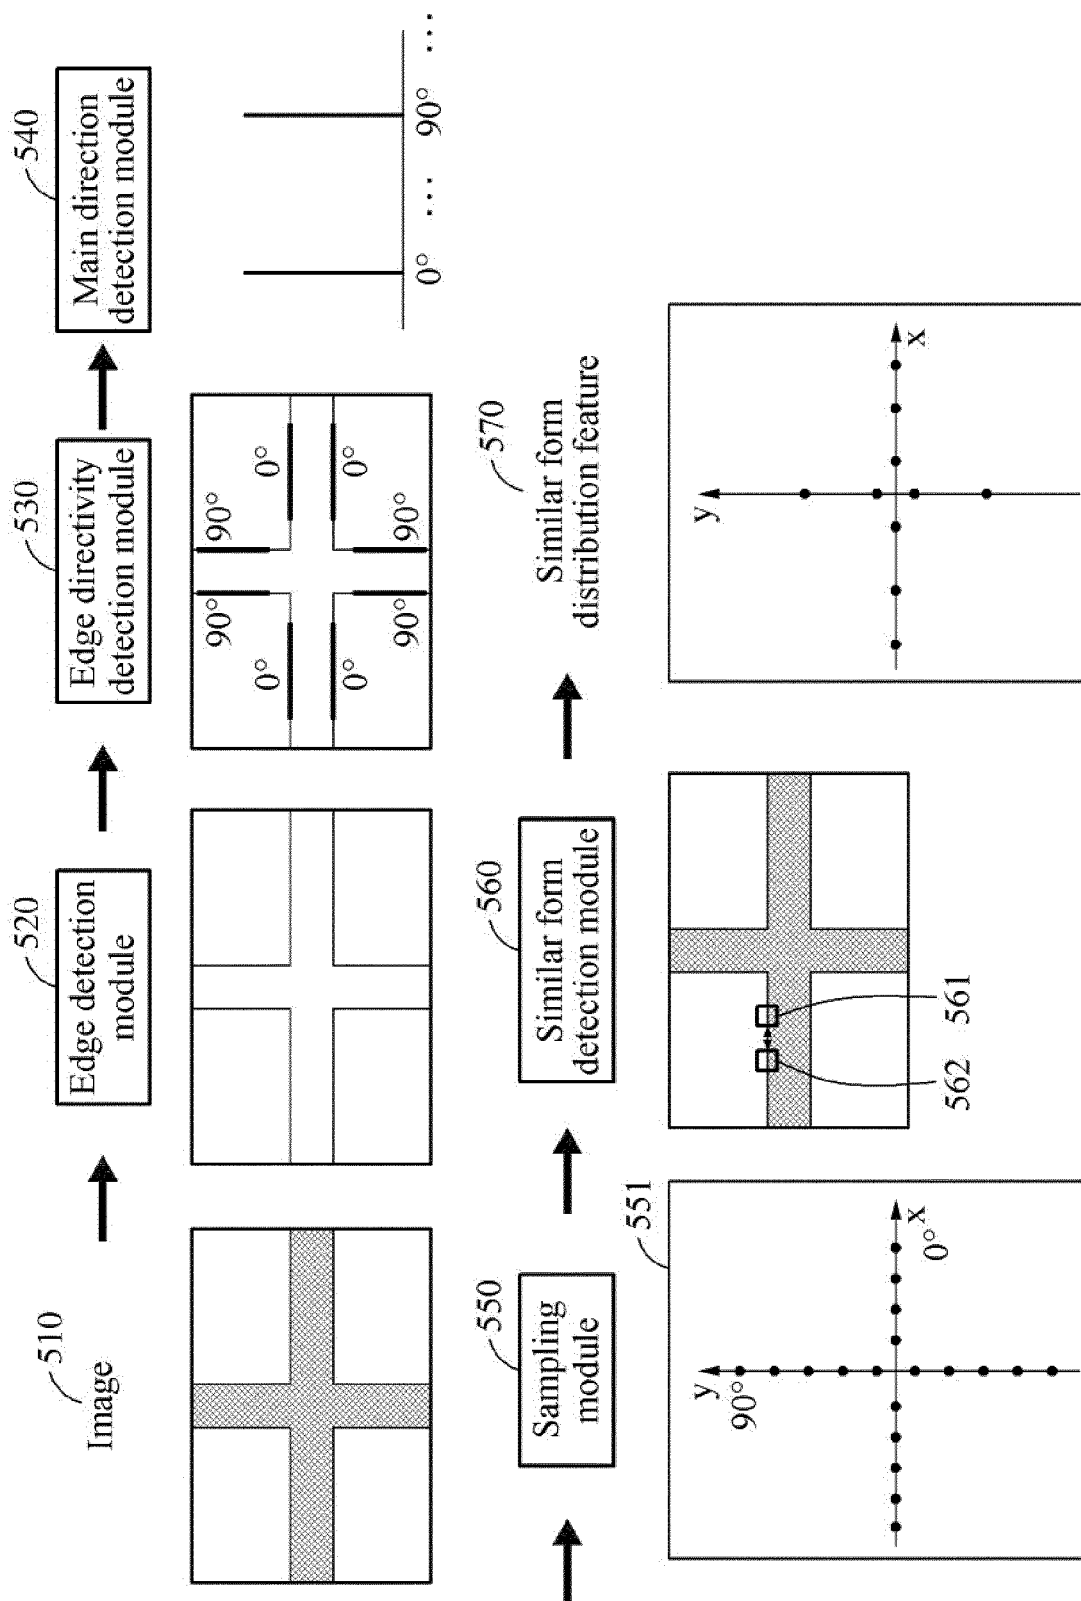 510
Image
520
Edge detection
module
530
Edge directivity
detection module
90°
90°
0°
0°
0°
0°
90°
90°
540
Main direction
detection module
0°
...
90°
...
550
Sampling
module
551
y
90°
x
0°
560
Similar form
detection module
562
561
570
Similar form
distribution feature
y
x